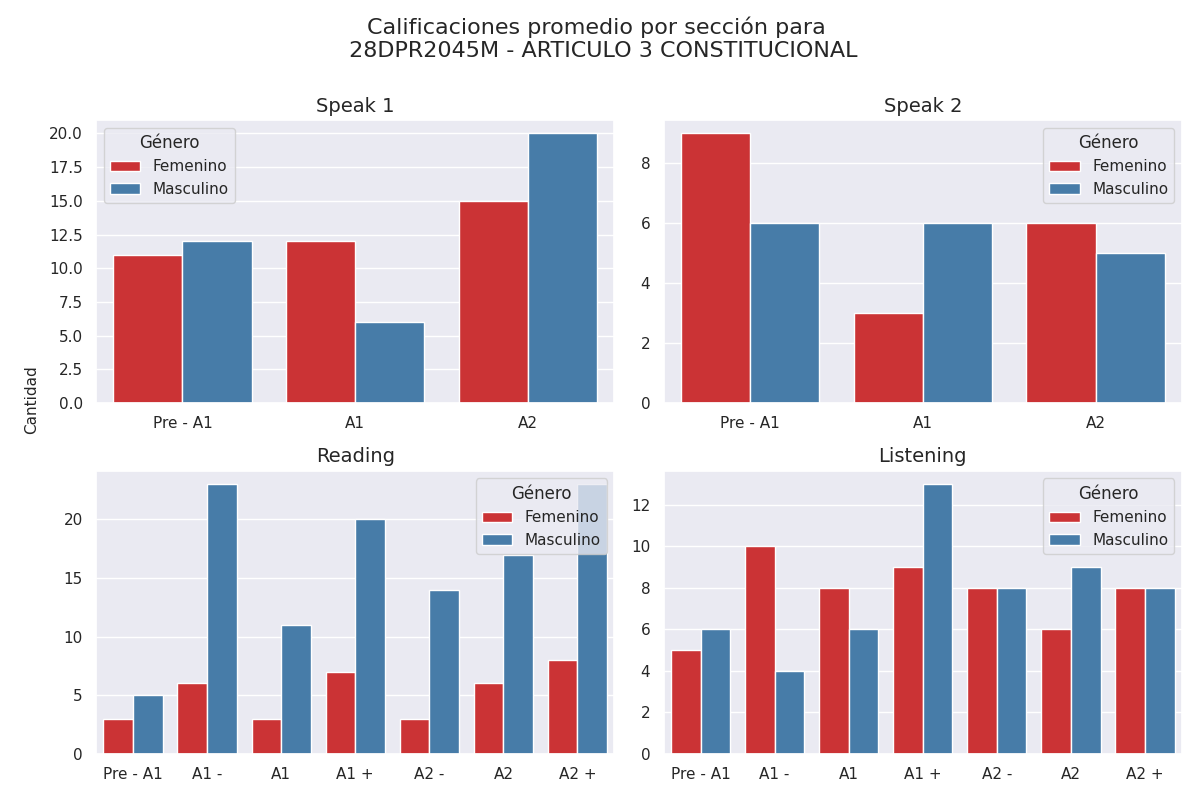 Calificaciones promedio por sección para
28DPR2045M - ARTICULO 3 CONSTITUCIONAL
Cantidad
Speak 1
20.0
17.5
15.0
12.5
10.0
7.5
5.0
2.5
0.0
Género
Femenino
Masculino
Pre - A1 A1 A2
Speak 2
8
6
4
2
0
Género
Femenino
Masculino
Pre - A1 A1 A2
Reading
20
15
10
5
0
Género
Femenino
Masculino
Pre - A1 A1 - A1 A1 + A2 - A2 A2 +
Listening
12
10
8
6
4
2
0
Género
Femenino
Masculino
Pre - A1 A1 - A1 A1 + A2 - A2 A2 +